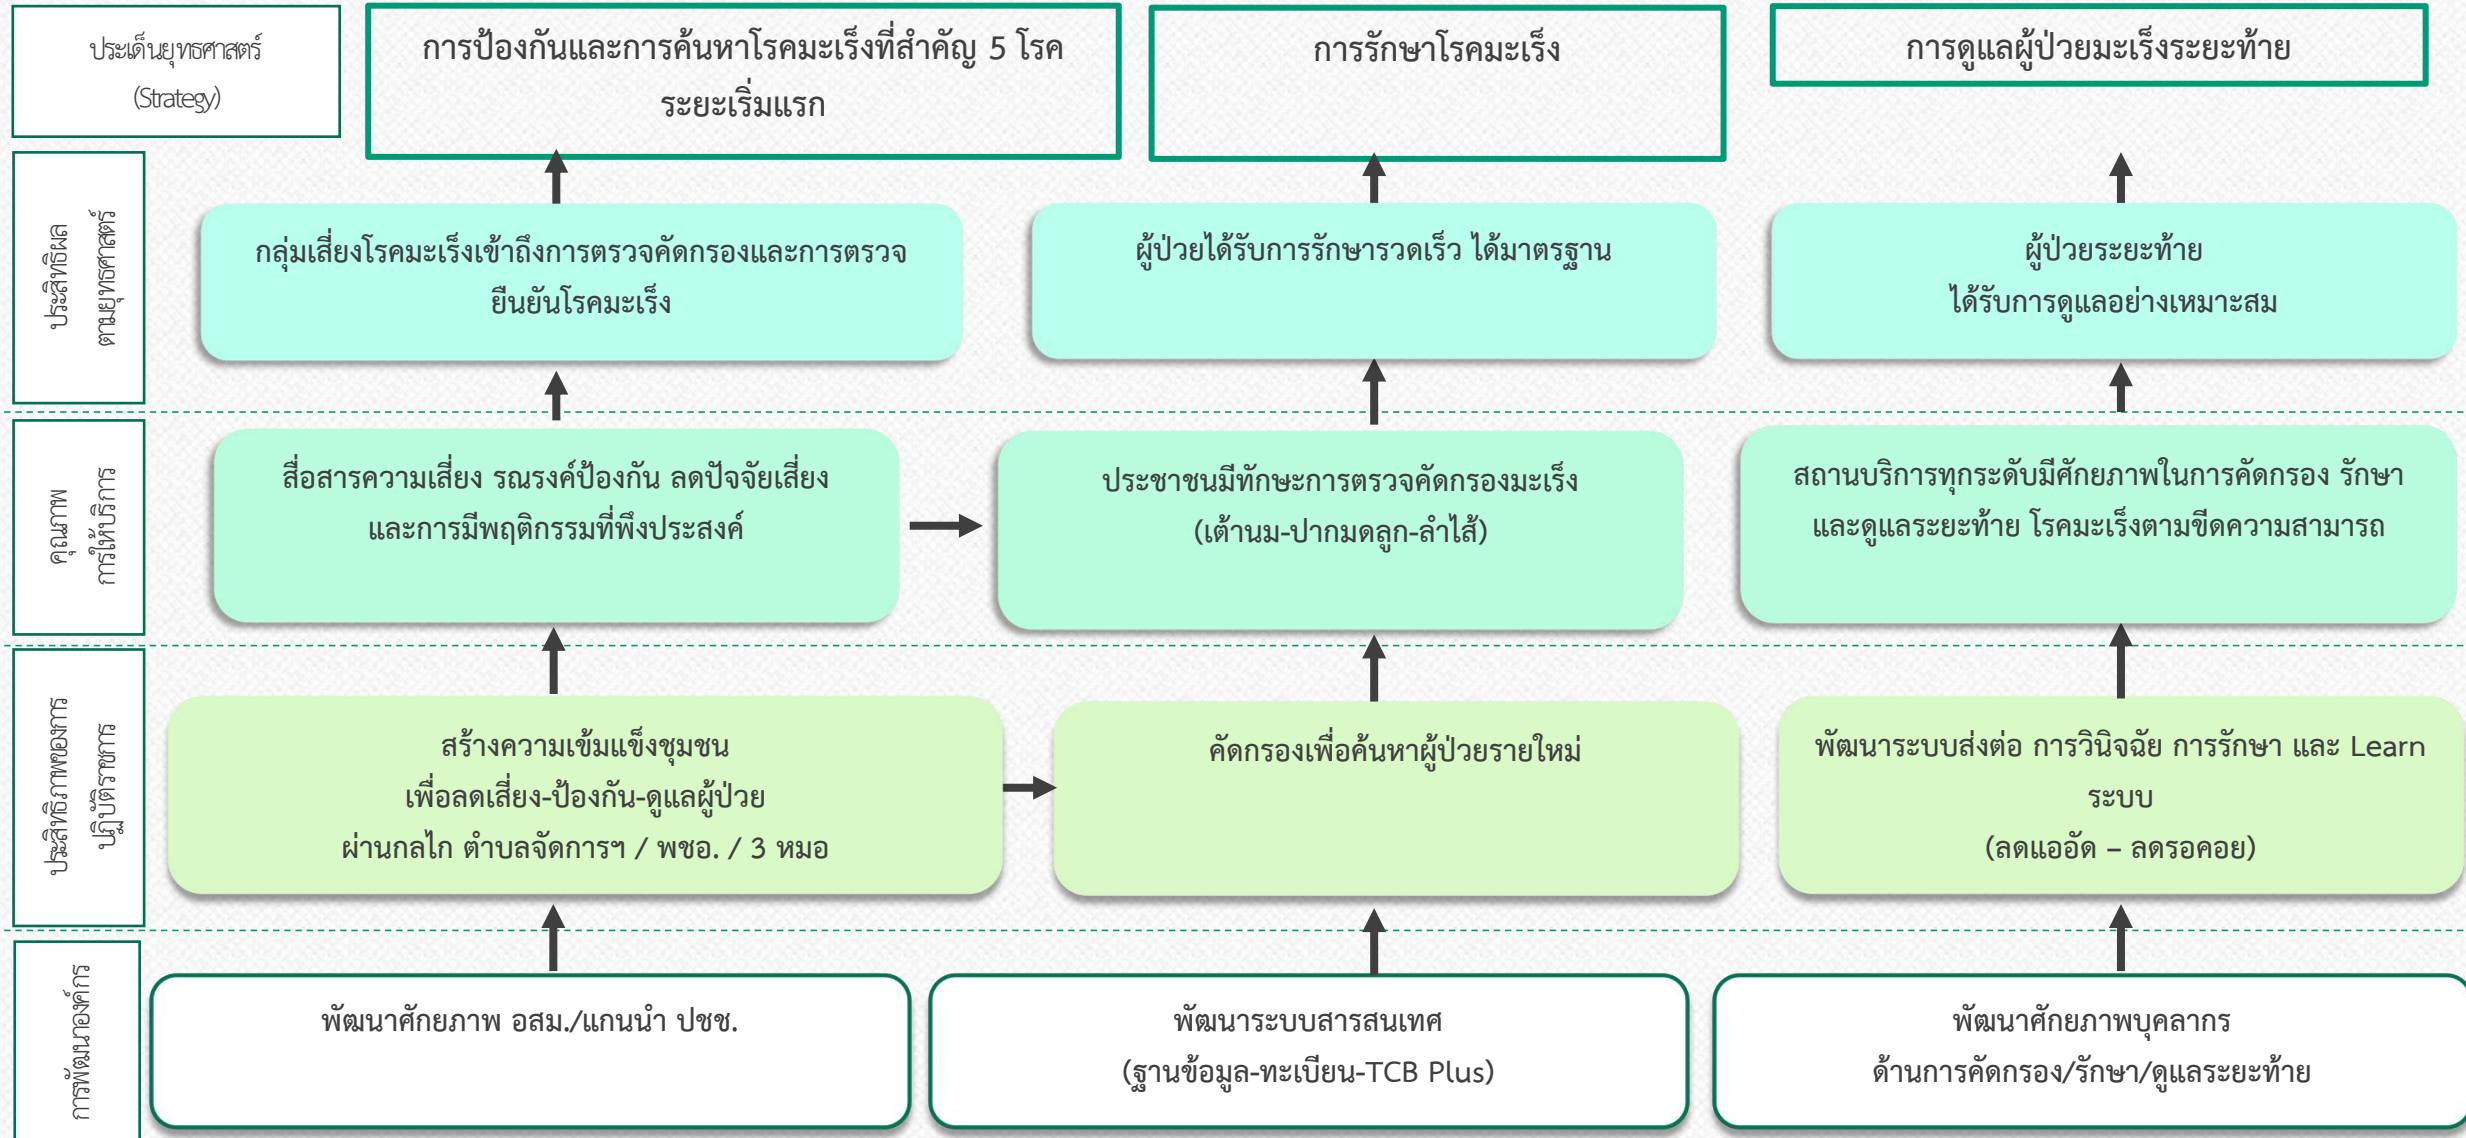 ประเด็นยุทธศาสตร์
(Strategy)
การป้องกันและการค้นหาโรคมะเร็งที่สำคัญ 5 โรค
ระยะเริ่มแรก
การรักษาโรคมะเร็ง
การดูแลผู้ป่วยมะเร็งระยะท้าย
ประสิทธิผล
ตามยุทธศาสตร์
กลุ่มเสี่ยงโรคมะเร็งเข้าถึงการตรวจคัดกรองและการตรวจ
ยืนยันโรคมะเร็ง
ผู้ป่วยได้รับการรักษารวดเร็ว ได้มาตรฐาน
ผู้ป่วยระยะท้าย
ได้รับการดูแลอย่างเหมาะสม
คุณภาพ
การให้บริการ
สื่อสารความเสี่ยง รณรงค์ป้องกัน ลดปัจจัยเสี่ยง
และการมีพฤติกรรมที่พึงประสงค์
ประชาชนมีทักษะการตรวจคัดกรองมะเร็ง
(เต้านม-ปากมดลูก-ลำไส้)
สถานบริการทุกระดับมีศักยภาพในการคัดกรอง รักษา
และดูแลระยะท้าย โรคมะเร็งตามขีดความสามารถ
ประสิทธิภาพของการ
ปฏิบัติราชการ
สร้างความเข้มแข็งชุมชน
เพื่อลดเสี่ยง-ป้องกัน-ดูแลผู้ป่วย
ผ่านกลไก ตำบลจัดการฯ / พชอ. / 3 หมอ
คัดกรองเพื่อค้นหาผู้ป่วยรายใหม่
พัฒนาระบบส่งต่อ การวินิจฉัย การรักษา และ Learn
ระบบ
(ลดแออัด – ลดรอคอย)
การพัฒนาองค์กร
พัฒนาศักยภาพ อสม./แกนนำ ปชช.
พัฒนาระบบสารสนเทศ
(ฐานข้อมูล-ทะเบียน-TCB Plus)
พัฒนาศักยภาพบุคลากร
ด้านการคัดกรอง/รักษา/ดูแลระยะท้าย